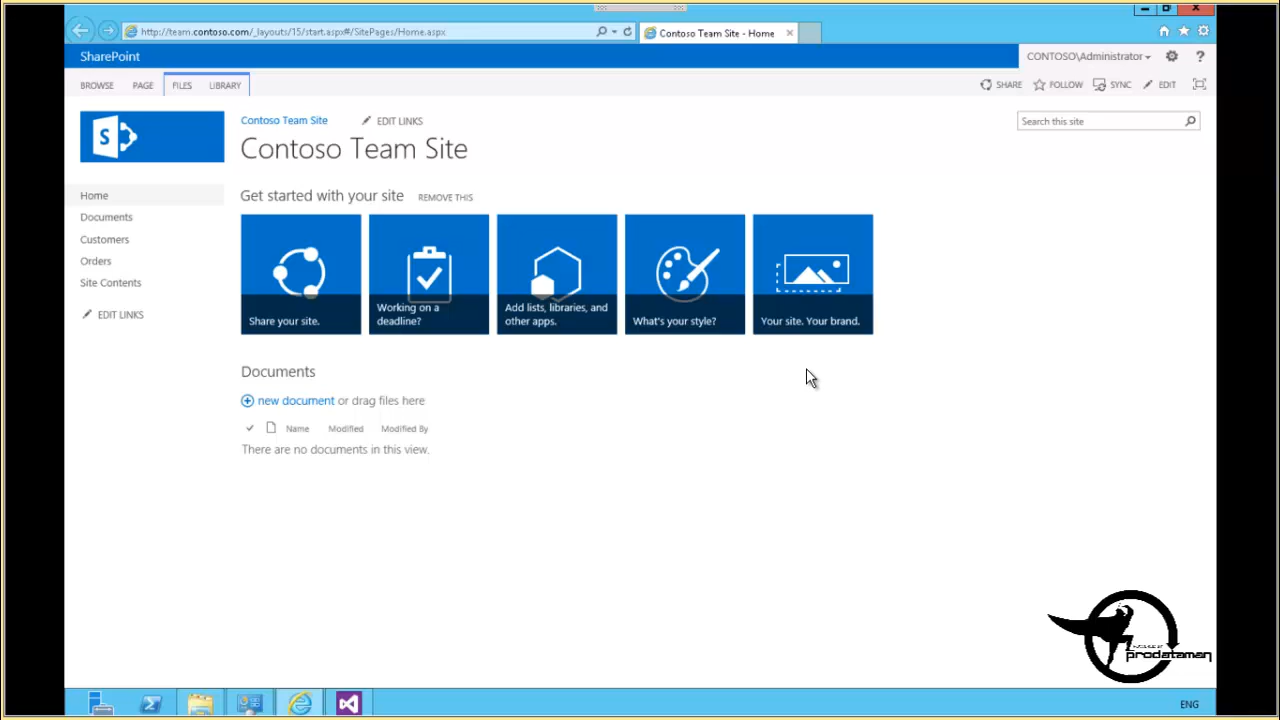 http://team.contoso.com/_layouts/15/start.aspx#/SitePages/Home.aspx
Contoso Team Site - Home
SharePoint
CONTOSO\Administrator
?
BROWSE PAGE FILES LIBRARY
SHARE FOLLOW SYNC EDIT
S
Contoso Team Site
EDIT LINKS
Search this site
Contoso Team Site
Home
Documents
Customers
Orders
Site Contents
EDIT LINKS
Get started with your site REMOVE THIS
Share your site.
Working on a
deadline?
Add lists, libraries, and
other apps.
What's your style?
Your site. Your brand.
Documents
new document or drag files here
Name Modified Modified By
There are no documents in this view.
prodataman
ENG